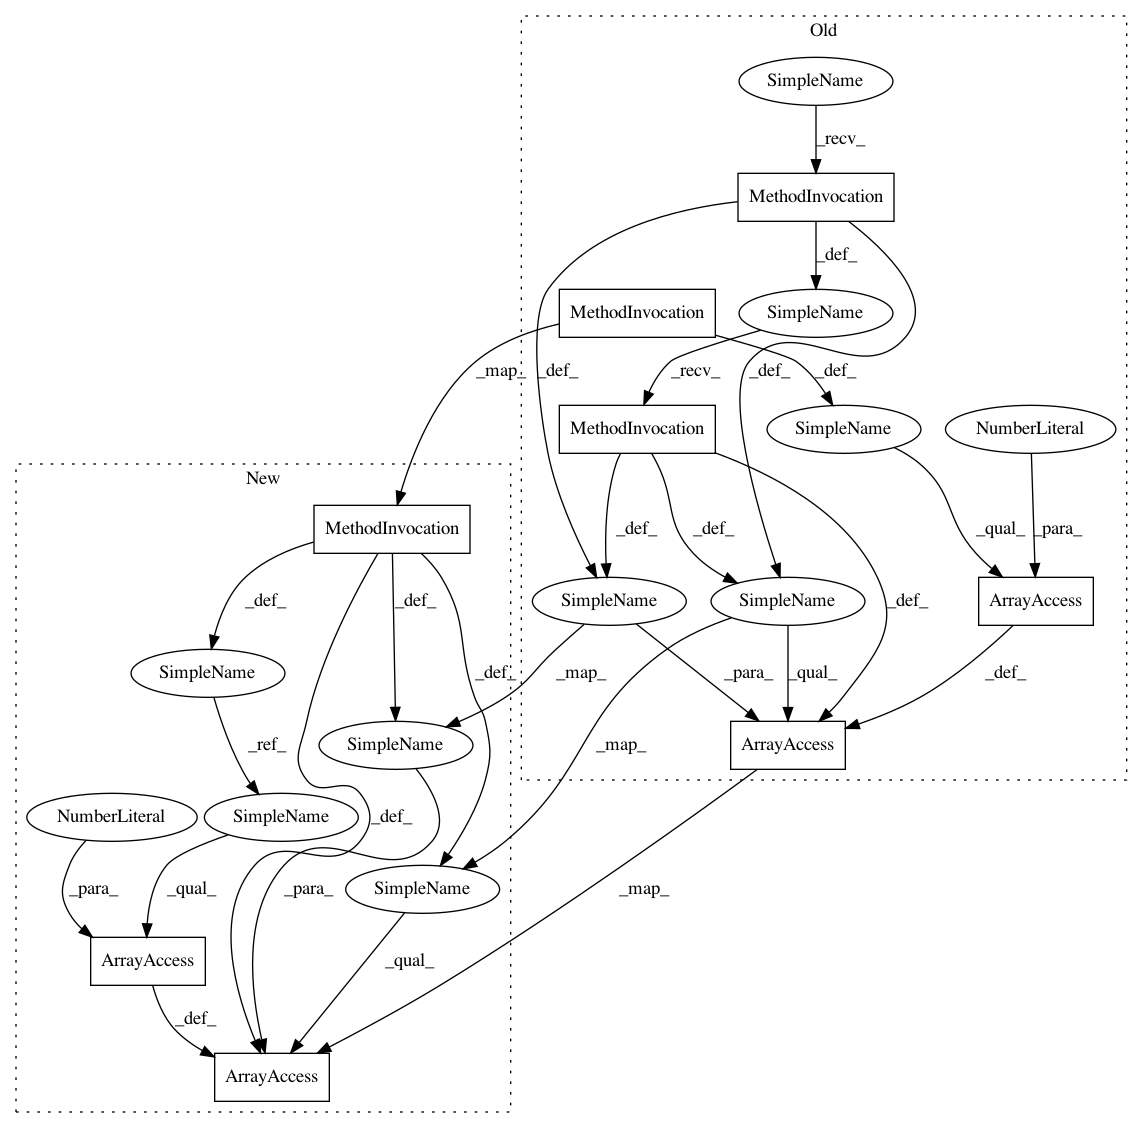 Old
SimpleName
_recv_
MethodInvocation
_def_
MethodInvocation
SimpleName
_map_
_def_
_recv_
_def_
_def_
MethodInvocation
SimpleName
NumberLiteral
New
MethodInvocation
_def_
_def_
_qual_
_para_
_def_
_def_
SimpleName
SimpleName
_def_
ArrayAccess
SimpleName
_def_
_map_
_para_
_qual_
_def_
_ref_
SimpleName
_map_
ArrayAccess
NumberLiteral
SimpleName
_def_
_para_
_qual_
_para_
SimpleName
_map_
ArrayAccess
_qual_
_def_
ArrayAccess